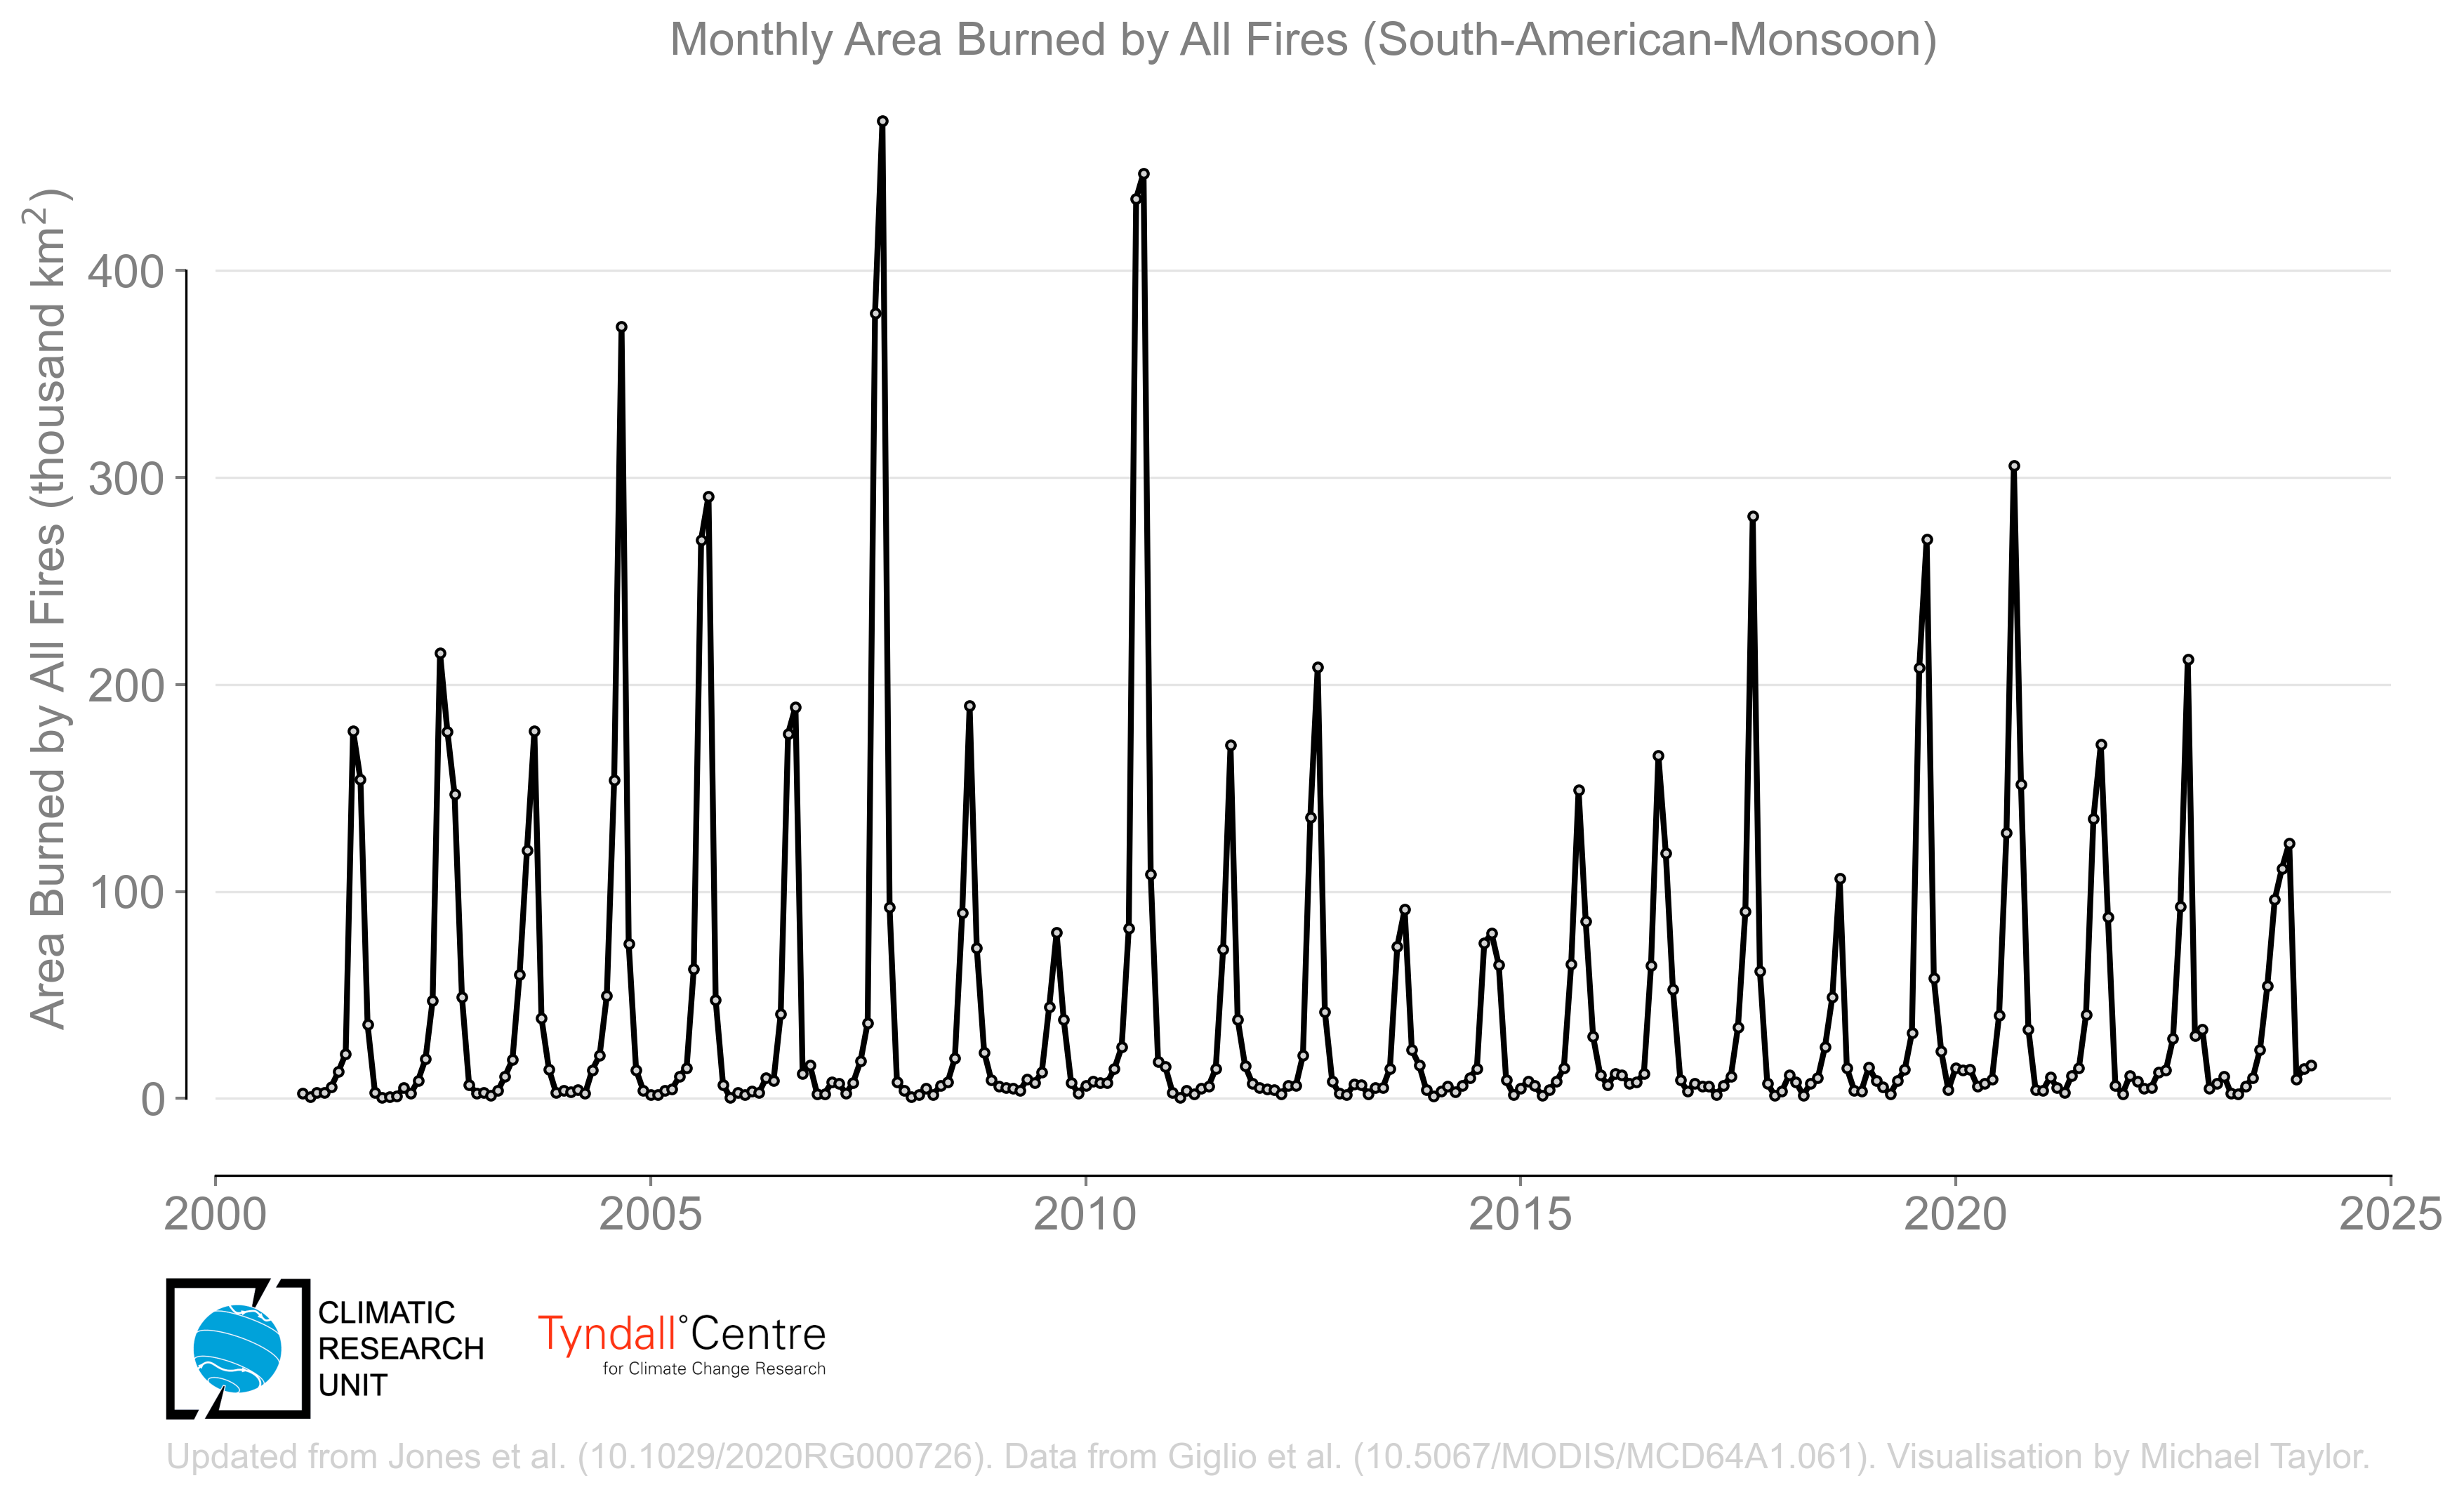 Monthly Area Burned by All Fires (South-American-Monsoon)
Area Burned by All Fires (thousand km²)
400
300
200
100
0
2000 2005 2010 2015 2020 2025
CLIMATIC
RESEARCH
UNIT
Tyndall°Centre
for Climate Change Research
Updated from Jones et al. (10.1029/2020RG000726). Data from Giglio et al. (10.5067/MODIS/MCD64A1.061). Visualisation by Michael Taylor.